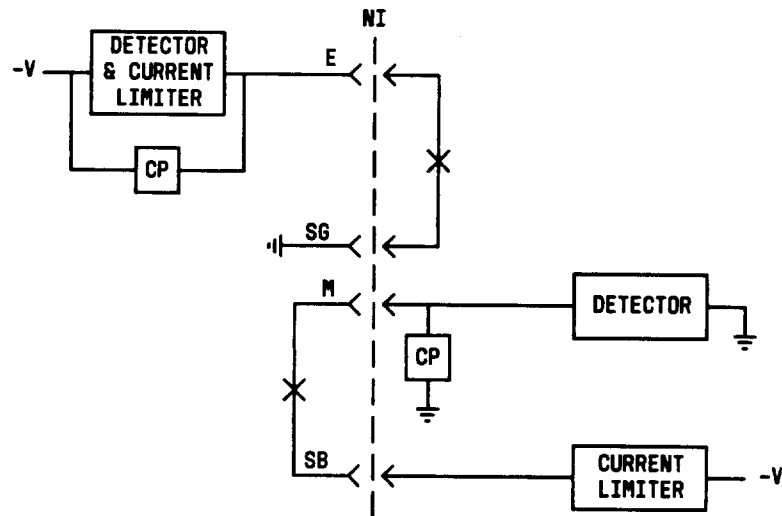 NI
DETECTOR
& CURRENT
LIMITER
-V
E
CP
SG
M
DETECTOR
CP
SB
CURRENT
LIMITER
-V